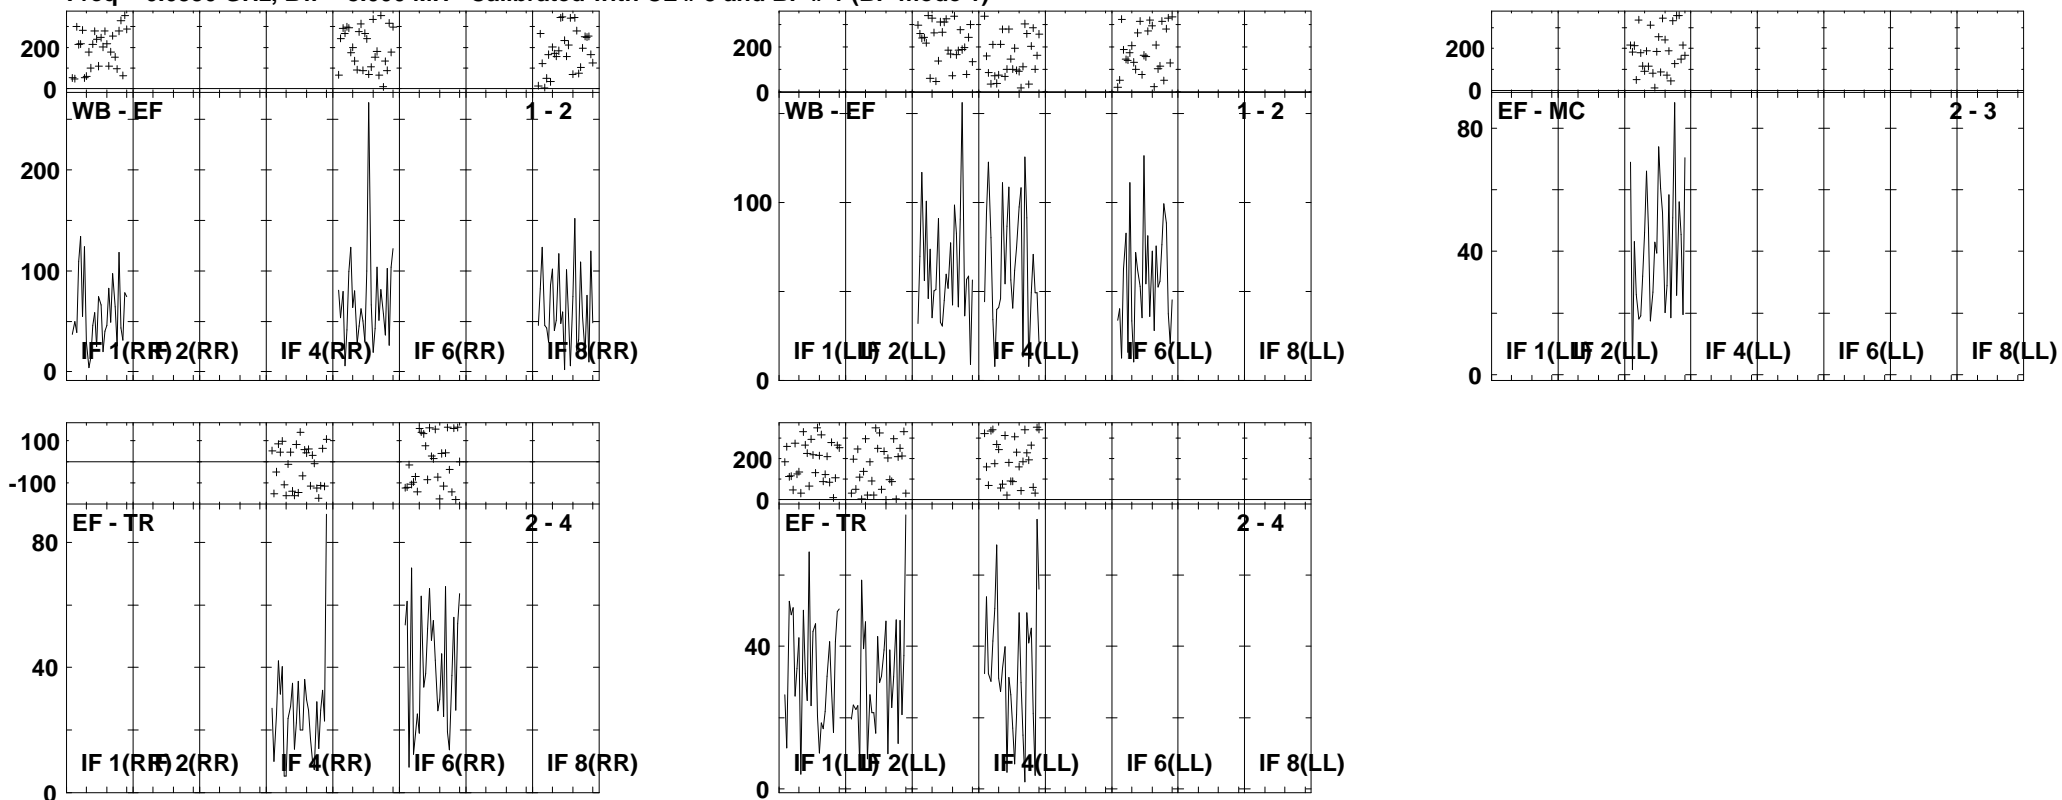 200
0
WB - EF
1 - 2
200
100
0
IF 1(RR)
IF 2(RR)
IF 4(RR)
IF 6(RR)
IF 8(RR)
200
0
WB - EF
1 - 2
100
0
IF 1(LL)
IF 2(LL)
IF 4(LL)
IF 6(LL)
IF 8(LL)
200
0
EF - MC
2 - 3
80
40
0
IF 1(LL)
IF 2(LL)
IF 4(LL)
IF 6(LL)
IF 8(LL)
100
-100
EF - TR
2 - 4
80
40
0
IF 1(RR)
IF 2(RR)
IF 4(RR)
IF 6(RR)
IF 8(RR)
200
0
EF - TR
2 - 4
40
0
IF 1(LL)
IF 2(LL)
IF 4(LL)
IF 6(LL)
IF 8(LL)